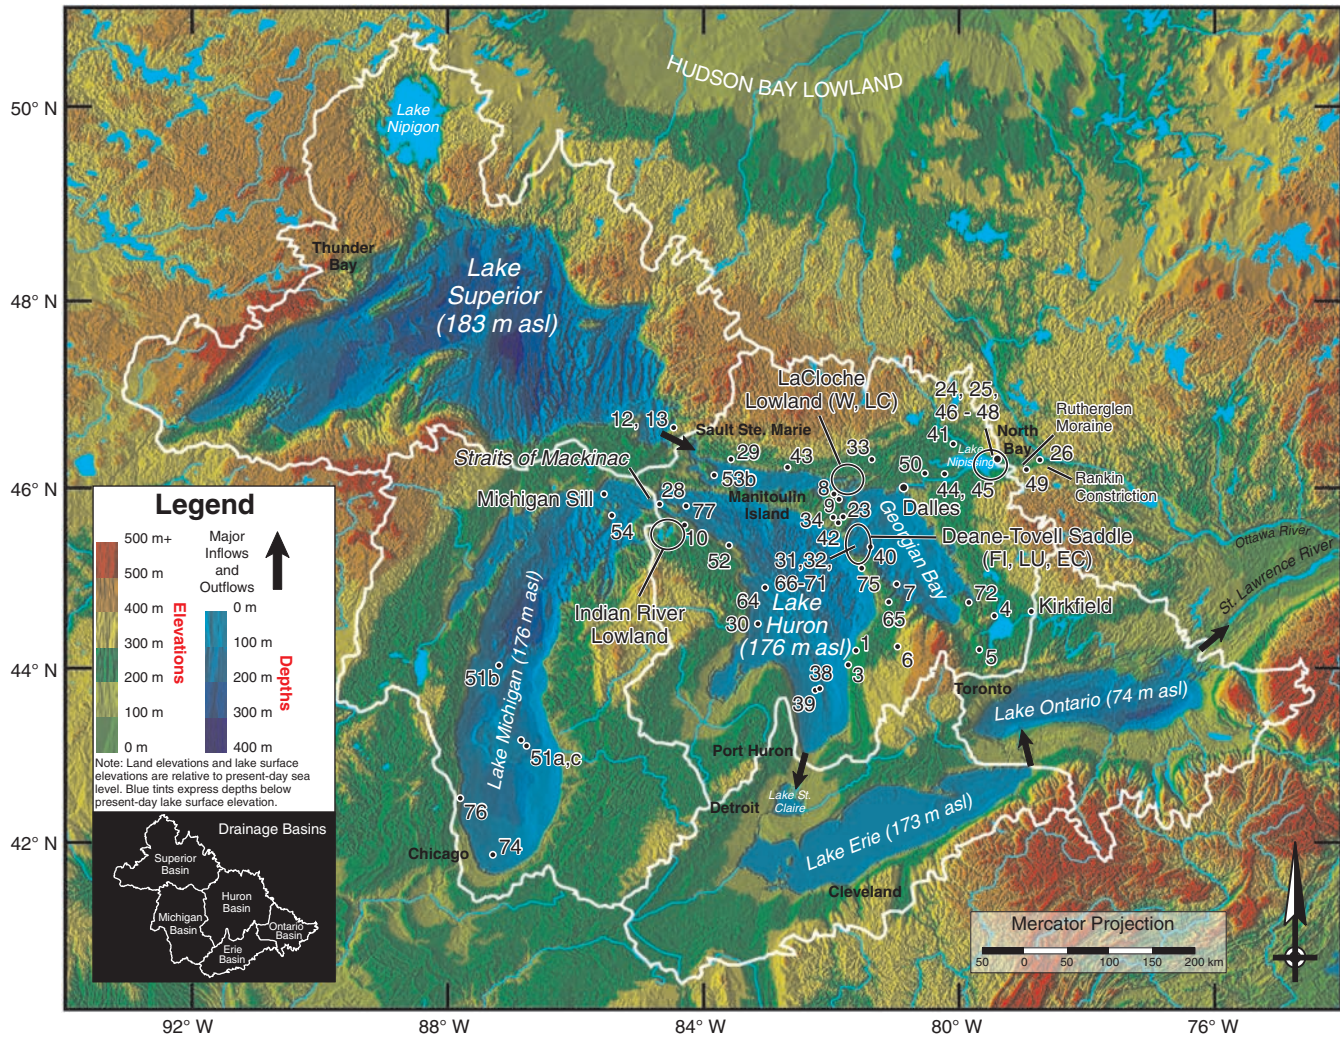 50° N
48° N
46° N
44° N
42° N
92° W
88° W
84° W
80° W
76° W
HUDSON BAY LOWLAND
Lake
Nipigon
Thunder
Bay
Lake
Superior
(183 m asl)
LaCloche
Lowland (W, LC)
24, 25,
46 - 48
Rutherglen
Moraine
12, 13
Sault Ste. Marie
41
North
Bay
Lake
Nipissing
26
Straits of Mackinac
29
43
33
50
Rankin
Constriction
49
44, 45
53b
Michigan Sill
28
Manitoulin
Island
8
9
23
Dalles
77
34
42
54
10
Georgian Bay
Deane-Tovell Saddle
(FI, LU, EC)
Ottawa River
St. Lawrence River
52
31,32,
66-71
40
75
7
72
4
Kirkfield
Indian River
Lowland
64
30
65
Lake
Huron
(176 m asl)
1
6
5
3
38
39
51b
Lake Michigan (176 m asl)
51a,c
76
74
Chicago
Toronto
Lake Ontario (74 m asl)
Port Huron
Detroit
Lake St.
Claire
Lake Erie (173 m asl)
Cleveland
Legend
500 m+
500 m
400 m
300 m
200 m
100 m
0 m
Elevations
Major
Inflows
and
Outflows
0 m
100 m
200 m
300 m
400 m
Depths
Note: Land elevations and lake surface
elevations are relative to present-day sea
level. Blue tints express depths below
present-day lake surface elevation.
Drainage Basins
Superior
Basin
Huron
Basin
Michigan
Basin
Ontario
Basin
Erie
Basin
Mercator Projection
50
0
50
100
150
200 km